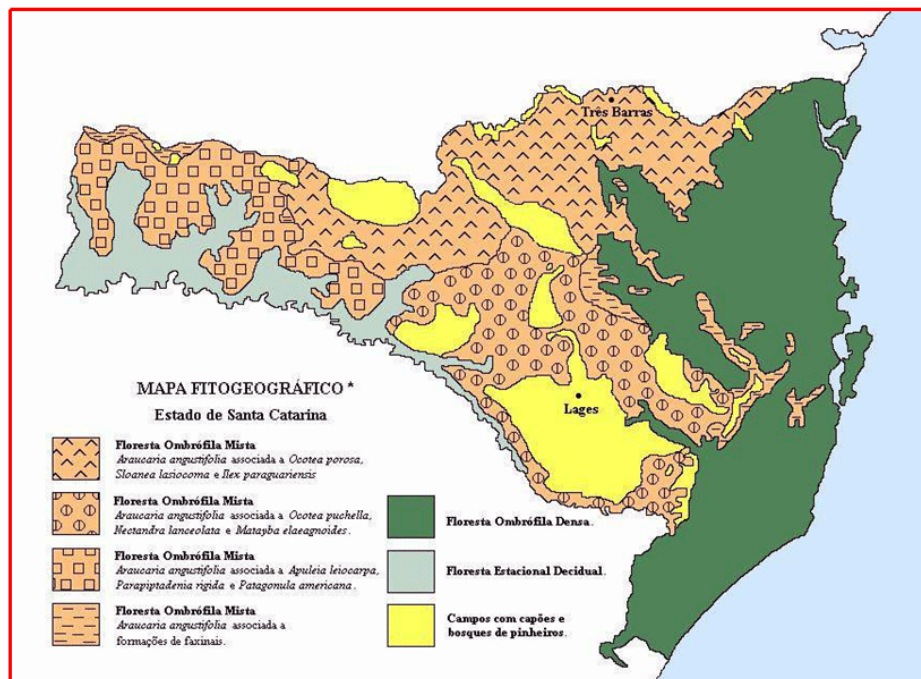 Três Barras
Lages
MAPA FITOGEOGRÁFICO *
Estado de Santa Catarina
Floresta Ombrófila Mista
Araucaria angustifolia associada a Ocotea porosa,
Sloanea lasiocoma e Ilex paraguariensis
Floresta Ombrófila Mista
Araucaria angustifolia associada a Ocotea puchella,
Nectandra lanceolata e Matayba elaeagnoides.
Floresta Ombrófila Mista
Araucaria angustifolia associada a Apuleia leiocarpa,
Parapiptadenia rigida e Patagonula americana.
Floresta Ombrófila Mista
Araucaria angustifolia associada a
formações de faxinais.
Floresta Ombrófila Densa.
Floresta Estacional Decidual.
Campos com capões e
bosques de pinheiros.